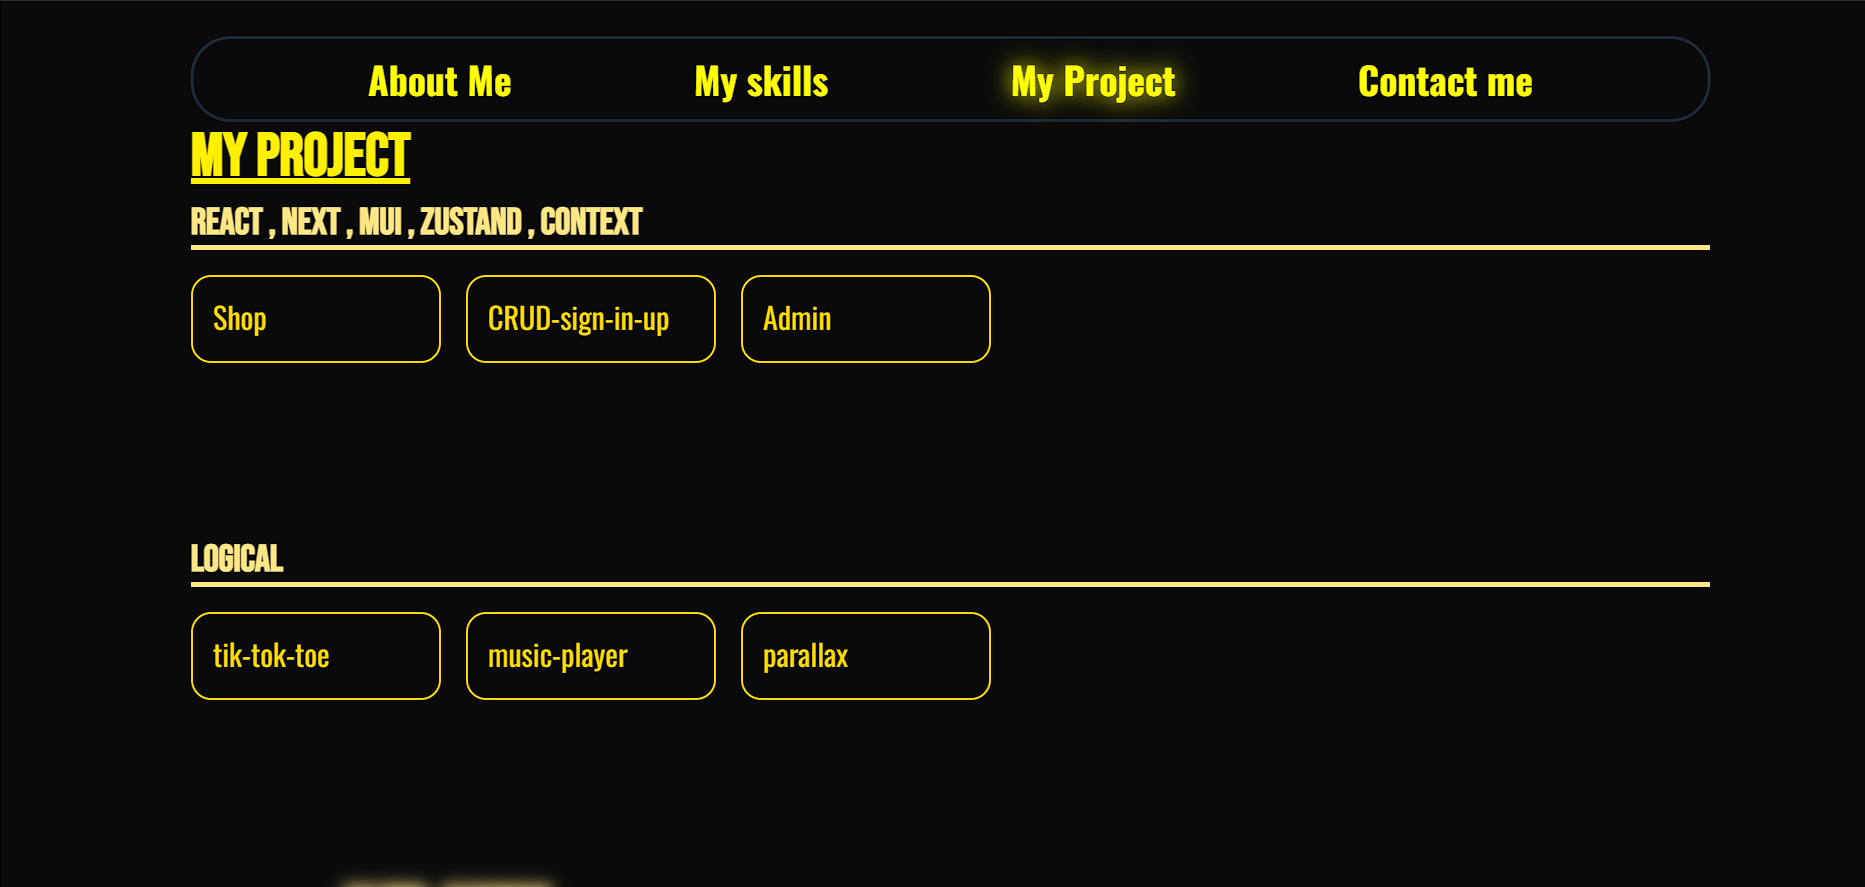 About Me My skills My Project Contact me
MY PROJECT
REACT , NEXT , MUI , ZUSTAND , CONTEXT
Shop CRUD-sign-in-up Admin
LOGICAL
tik-tok-toe music-player parallax